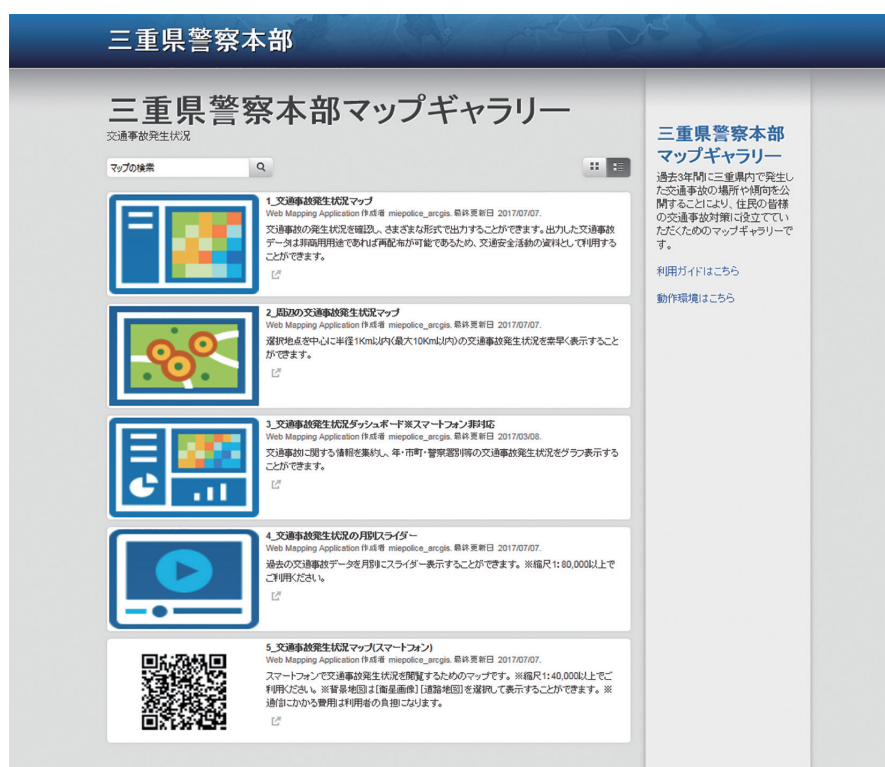 三重県警察本部
三重県警察本部マップギャラリー
交通事故発生状況
マップの検索
1_交通事故発生状況マップ
Web Mapping Application 作成者 miepolice_arcgis. 最終更新日 2017/07/07.
交通事故の発生状況を確認し、さまざまな形式で出力することができます。出力した交通事故
データは非商用用途であれば再配布が可能であるため、交通安全活動の資料として利用する
ことができます。
2_周辺の交通事故発生状況マップ
Web Mapping Application 作成者 miepolice_arcgis. 最終更新日 2017/07/07.
選択地点を中心に半径1Km以内(最大10Km以内)の交通事故発生状況を素早く表示すること
ができます。
3_交通事故発生状況ダッシュボード※スマートフォン非対応
Web Mapping Application 作成者 miepolice_arcgis. 最終更新日 2017/03/08.
交通事故に関する情報を集約し、年・市町・警察署別等の交通事故発生状況をグラフ表示する
ことができます。
4_交通事故発生状況の月別スライダー
Web Mapping Application 作成者 miepolice_arcgis. 最終更新日 2017/07/07.
過去の交通事故データを月別にスライダー表示することができます。※縮尺1:80,000以上で
ご利用ください。
5_交通事故発生状況マップ(スマートフォン)
Web Mapping Application 作成者 miepolice_arcgis. 最終更新日 2017/07/07.
スマートフォンで交通事故発生状況を閲覧するためのマップです。※縮尺1:40,000以上でご
利用ください。※背景地図は[衛星画像][道路地図]を選択して表示することができます。※
通信にかかる費用は利用者の負担になります。
三重県警察本部
マップギャラリー
過去3年間に三重県内で発生し
た交通事故の場所や傾向を公
開することにより、住民の皆様
の交通事故対策に役立ててい
ただくためのマップギャラリーで
す。
利用ガイドはこちら
動作環境はこちら